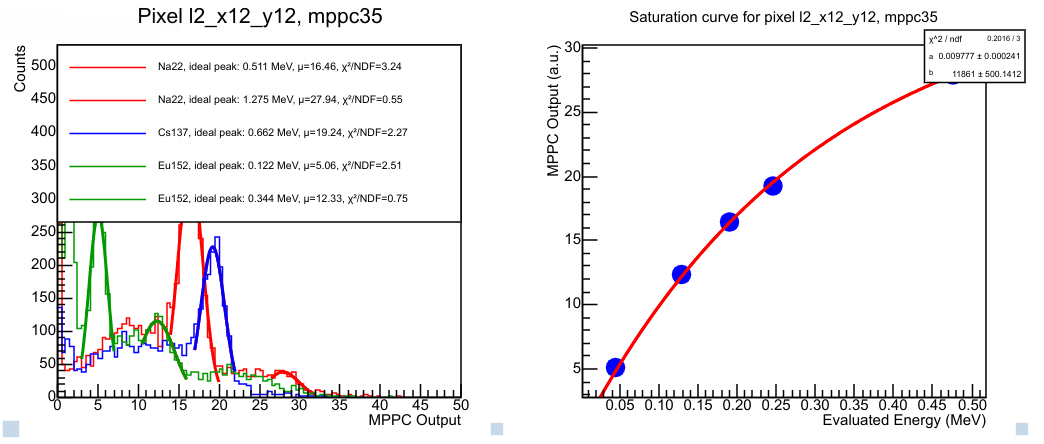 Pixel l2_x12_y12, mppc35
Counts
500
450
400
350
300
250
200
150
100
50
0
Na22, ideal peak: 0.511 MeV, μ=16.46, χ²/NDF=3.24
Na22, ideal peak: 1.275 MeV, μ=27.94, χ²/NDF=0.55
Cs137, ideal peak: 0.662 MeV, μ=19.24, χ²/NDF=2.27
Eu152, ideal peak: 0.122 MeV, μ=5.06, χ²/NDF=2.51
Eu152, ideal peak: 0.344 MeV, μ=12.33, χ²/NDF=0.75
0 5 10 15 20 25 30 35 40 45 50
MPPC Output
Saturation curve for pixel l2_x12_y12, mppc35
χ^2 / ndf 0.2016 / 3
a 0.009777 ± 0.000241
b 11861 ± 500.1412
MPPC Output (a.u.)
30
25
20
15
10
5
0.05 0.10 0.15 0.20 0.25 0.30 0.35 0.40 0.45 0.50
Evaluated Energy (MeV)